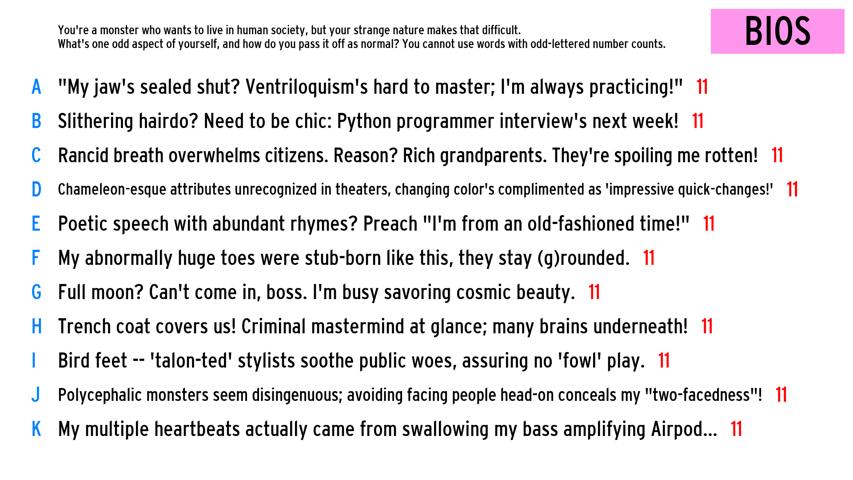 You're a monster who wants to live in human society, but your strange nature makes that difficult.
What's one odd aspect of yourself, and how do you pass it off as normal? You cannot use words with odd-lettered number counts.
BIOS
A "My jaw's sealed shut? Ventriloquism's hard to master; I'm always practicing!" 11
B Slithering hairdo? Need to be chic: Python programmer interview's next week! 11
C Rancid breath overwhelms citizens. Reason? Rich grandparents. They're spoiling me rotten! 11
D Chameleon-esque attributes unrecognized in theaters, changing color's complimented as 'impressive quick-changes!' 11
E Poetic speech with abundant rhymes? Preach "I'm from an old-fashioned time!" 11
F My abnormally huge toes were stub-born like this, they stay (g)rounded. 11
G Full moon? Can't come in, boss. I'm busy savoring cosmic beauty. 11
H Trench coat covers us! Criminal mastermind at glance; many brains underneath! 11
I Bird feet -- 'talon-ted' stylists soothe public woes, assuring no 'fowl' play. 11
J Polycephalic monsters seem disingenuous; avoiding facing people head-on conceals my "two-facedness"! 11
K My multiple heartbeats actually came from swallowing my bass amplifying Airpod... 11